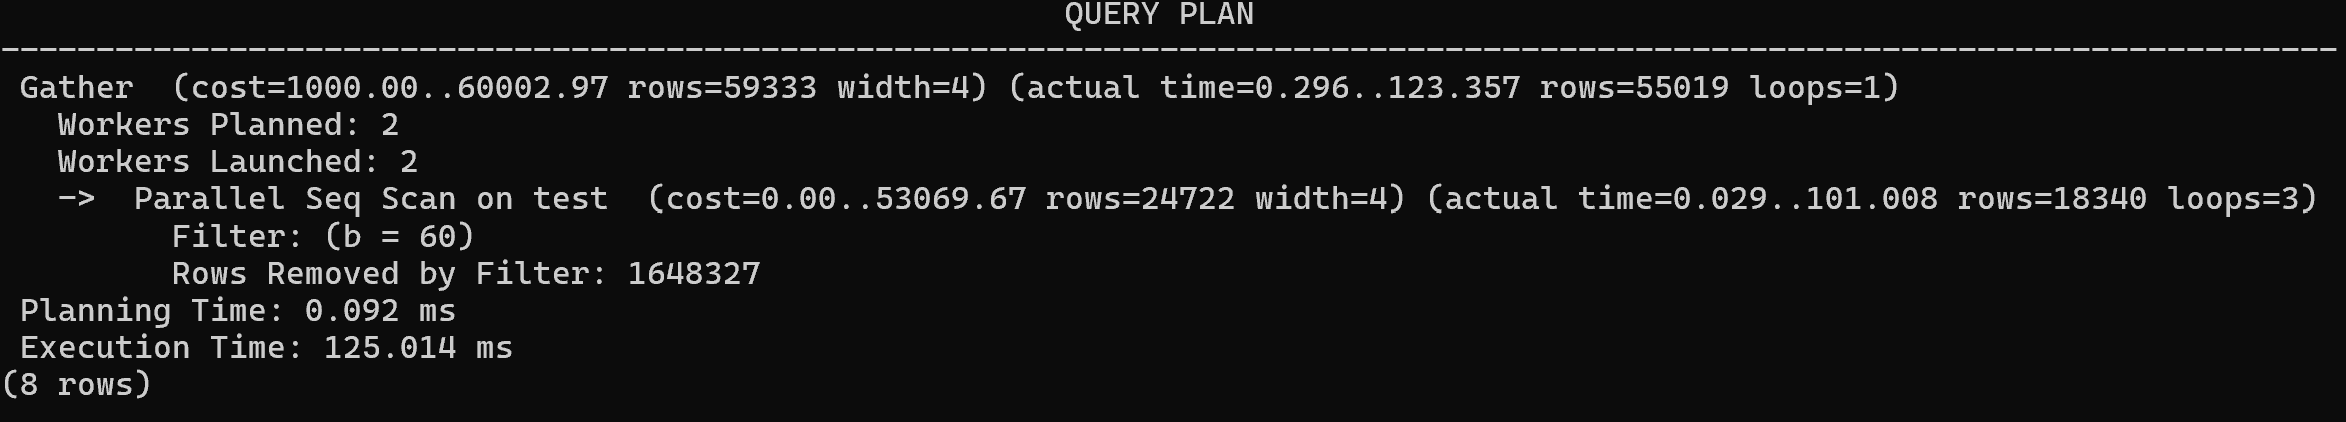 QUERY PLAN
---------------------------------------------------------------------------------------------------------------------------
Gather  (cost=1000.00..60002.97 rows=59333 width=4) (actual time=0.296..123.357 rows=55019 loops=1)
  Workers Planned: 2
  Workers Launched: 2
  ->  Parallel Seq Scan on test  (cost=0.00..53069.67 rows=24722 width=4) (actual time=0.029..101.008 rows=18340 loops=3)
        Filter: (b = 60)
        Rows Removed by Filter: 1648327
Planning Time: 0.092 ms
Execution Time: 125.014 ms
(8 rows)